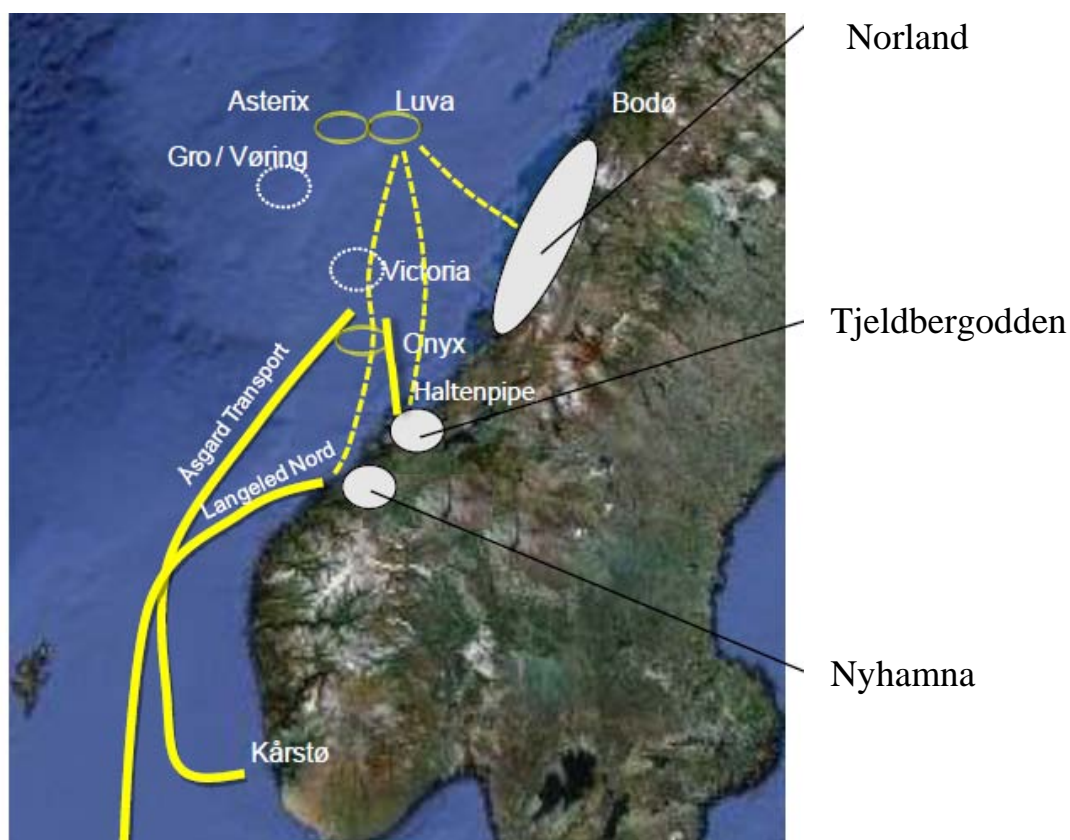 Norland
Asterix
Luva
Bodø
Gro / Vøring
Victoria
Tjeldbergodden
Onyx
Åsgard Transport
Haltenpipe
Langeled Nord
Nyhamna
Kårstø